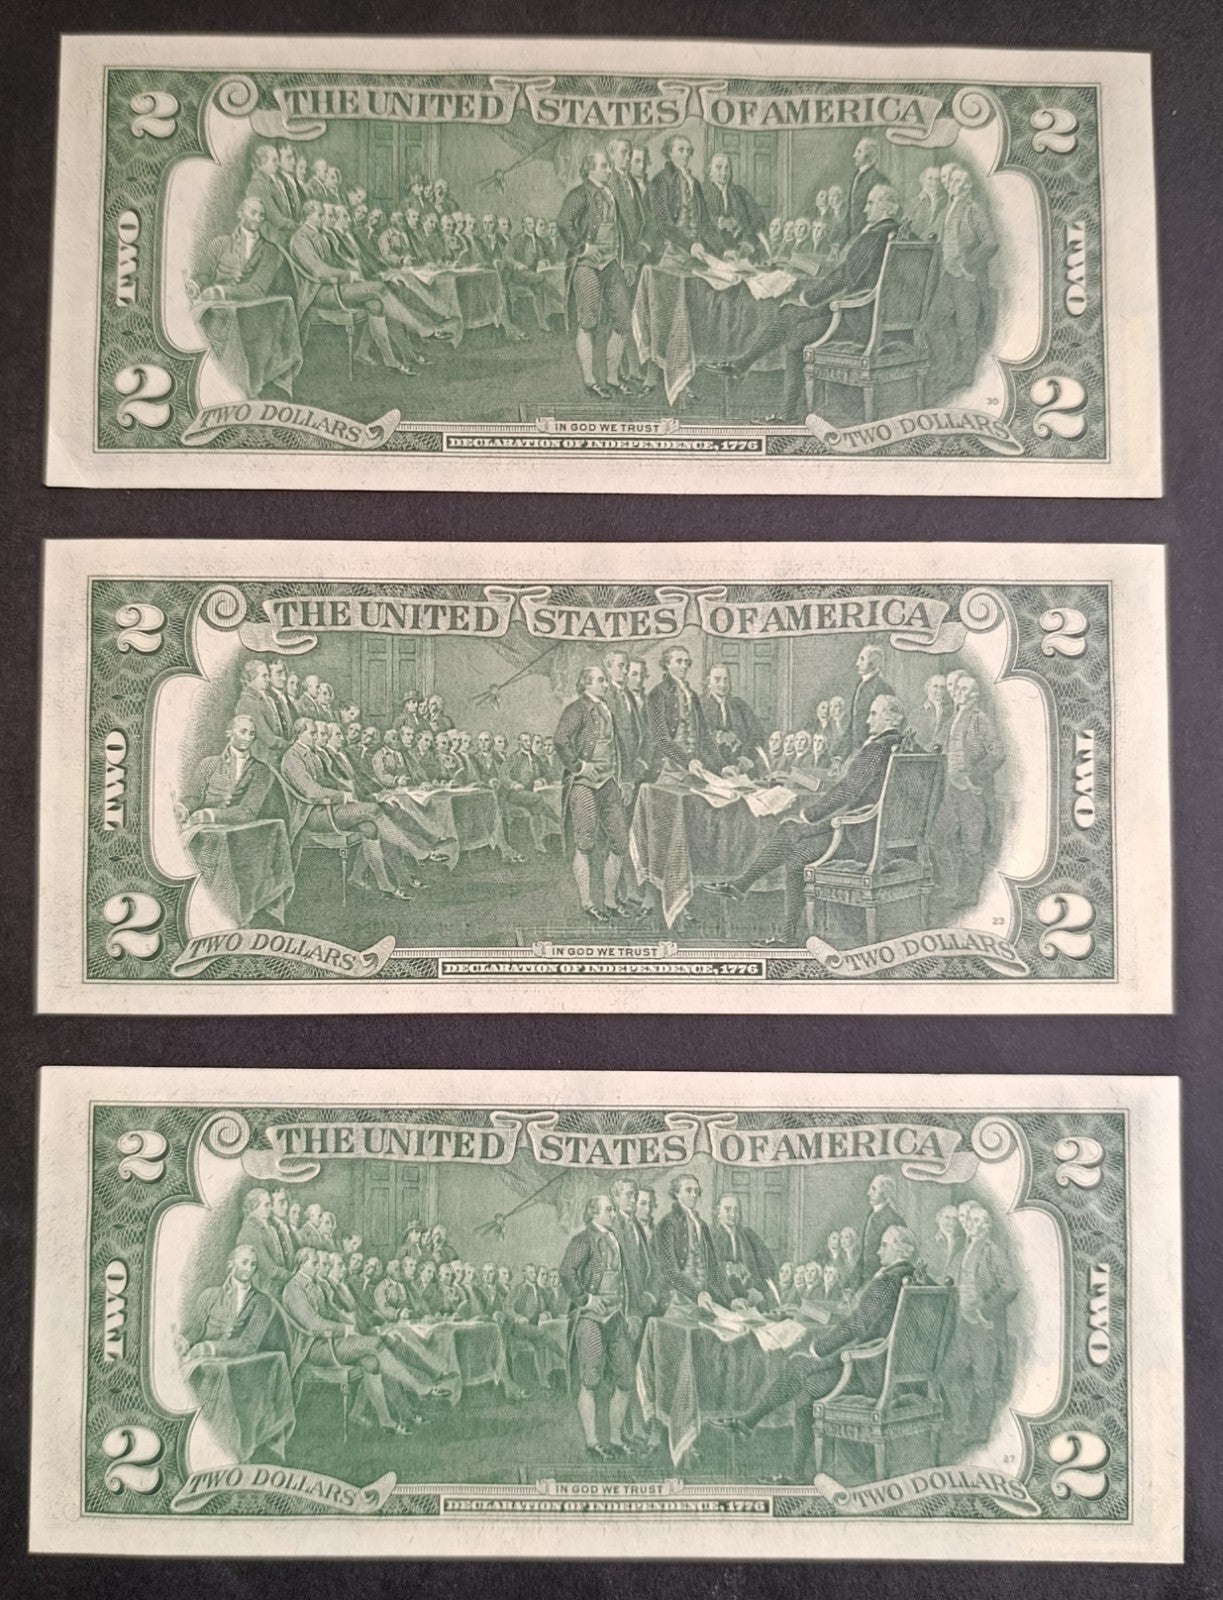 2 THE UNITED STATES OF AMERICA 2
TWO TWO
30
2 TWO DOLLARS IN GOD WE TRUST TWO DOLLARS 2
DECLARATION OF INDEPENDENCE, 1776
2 THE UNITED STATES OF AMERICA 2
TWO TWO
23
2 TWO DOLLARS IN GOD WE TRUST TWO DOLLARS 2
DECLARATION OF INDEPENDENCE, 1776
2 THE UNITED STATES OF AMERICA 2
TWO TWO
27
2 TWO DOLLARS IN GOD WE TRUST TWO DOLLARS 2
DECLARATION OF INDEPENDENCE, 1776